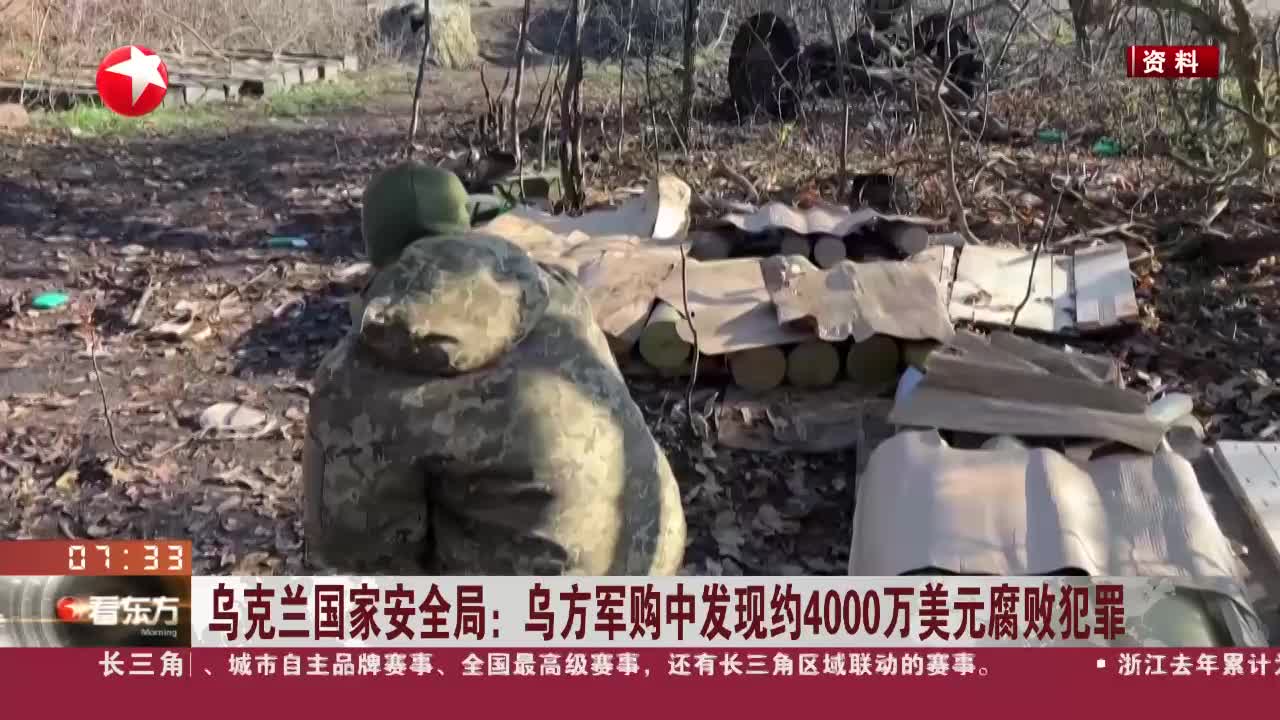 资料
07:33
看东方
Morning
乌克兰国家安全局：乌方军购中发现约4000万美元腐败犯罪
长三角 、城市自主品牌赛事、全国最高级赛事，还有长三角区域联动的赛事。 ▪浙江去年累计